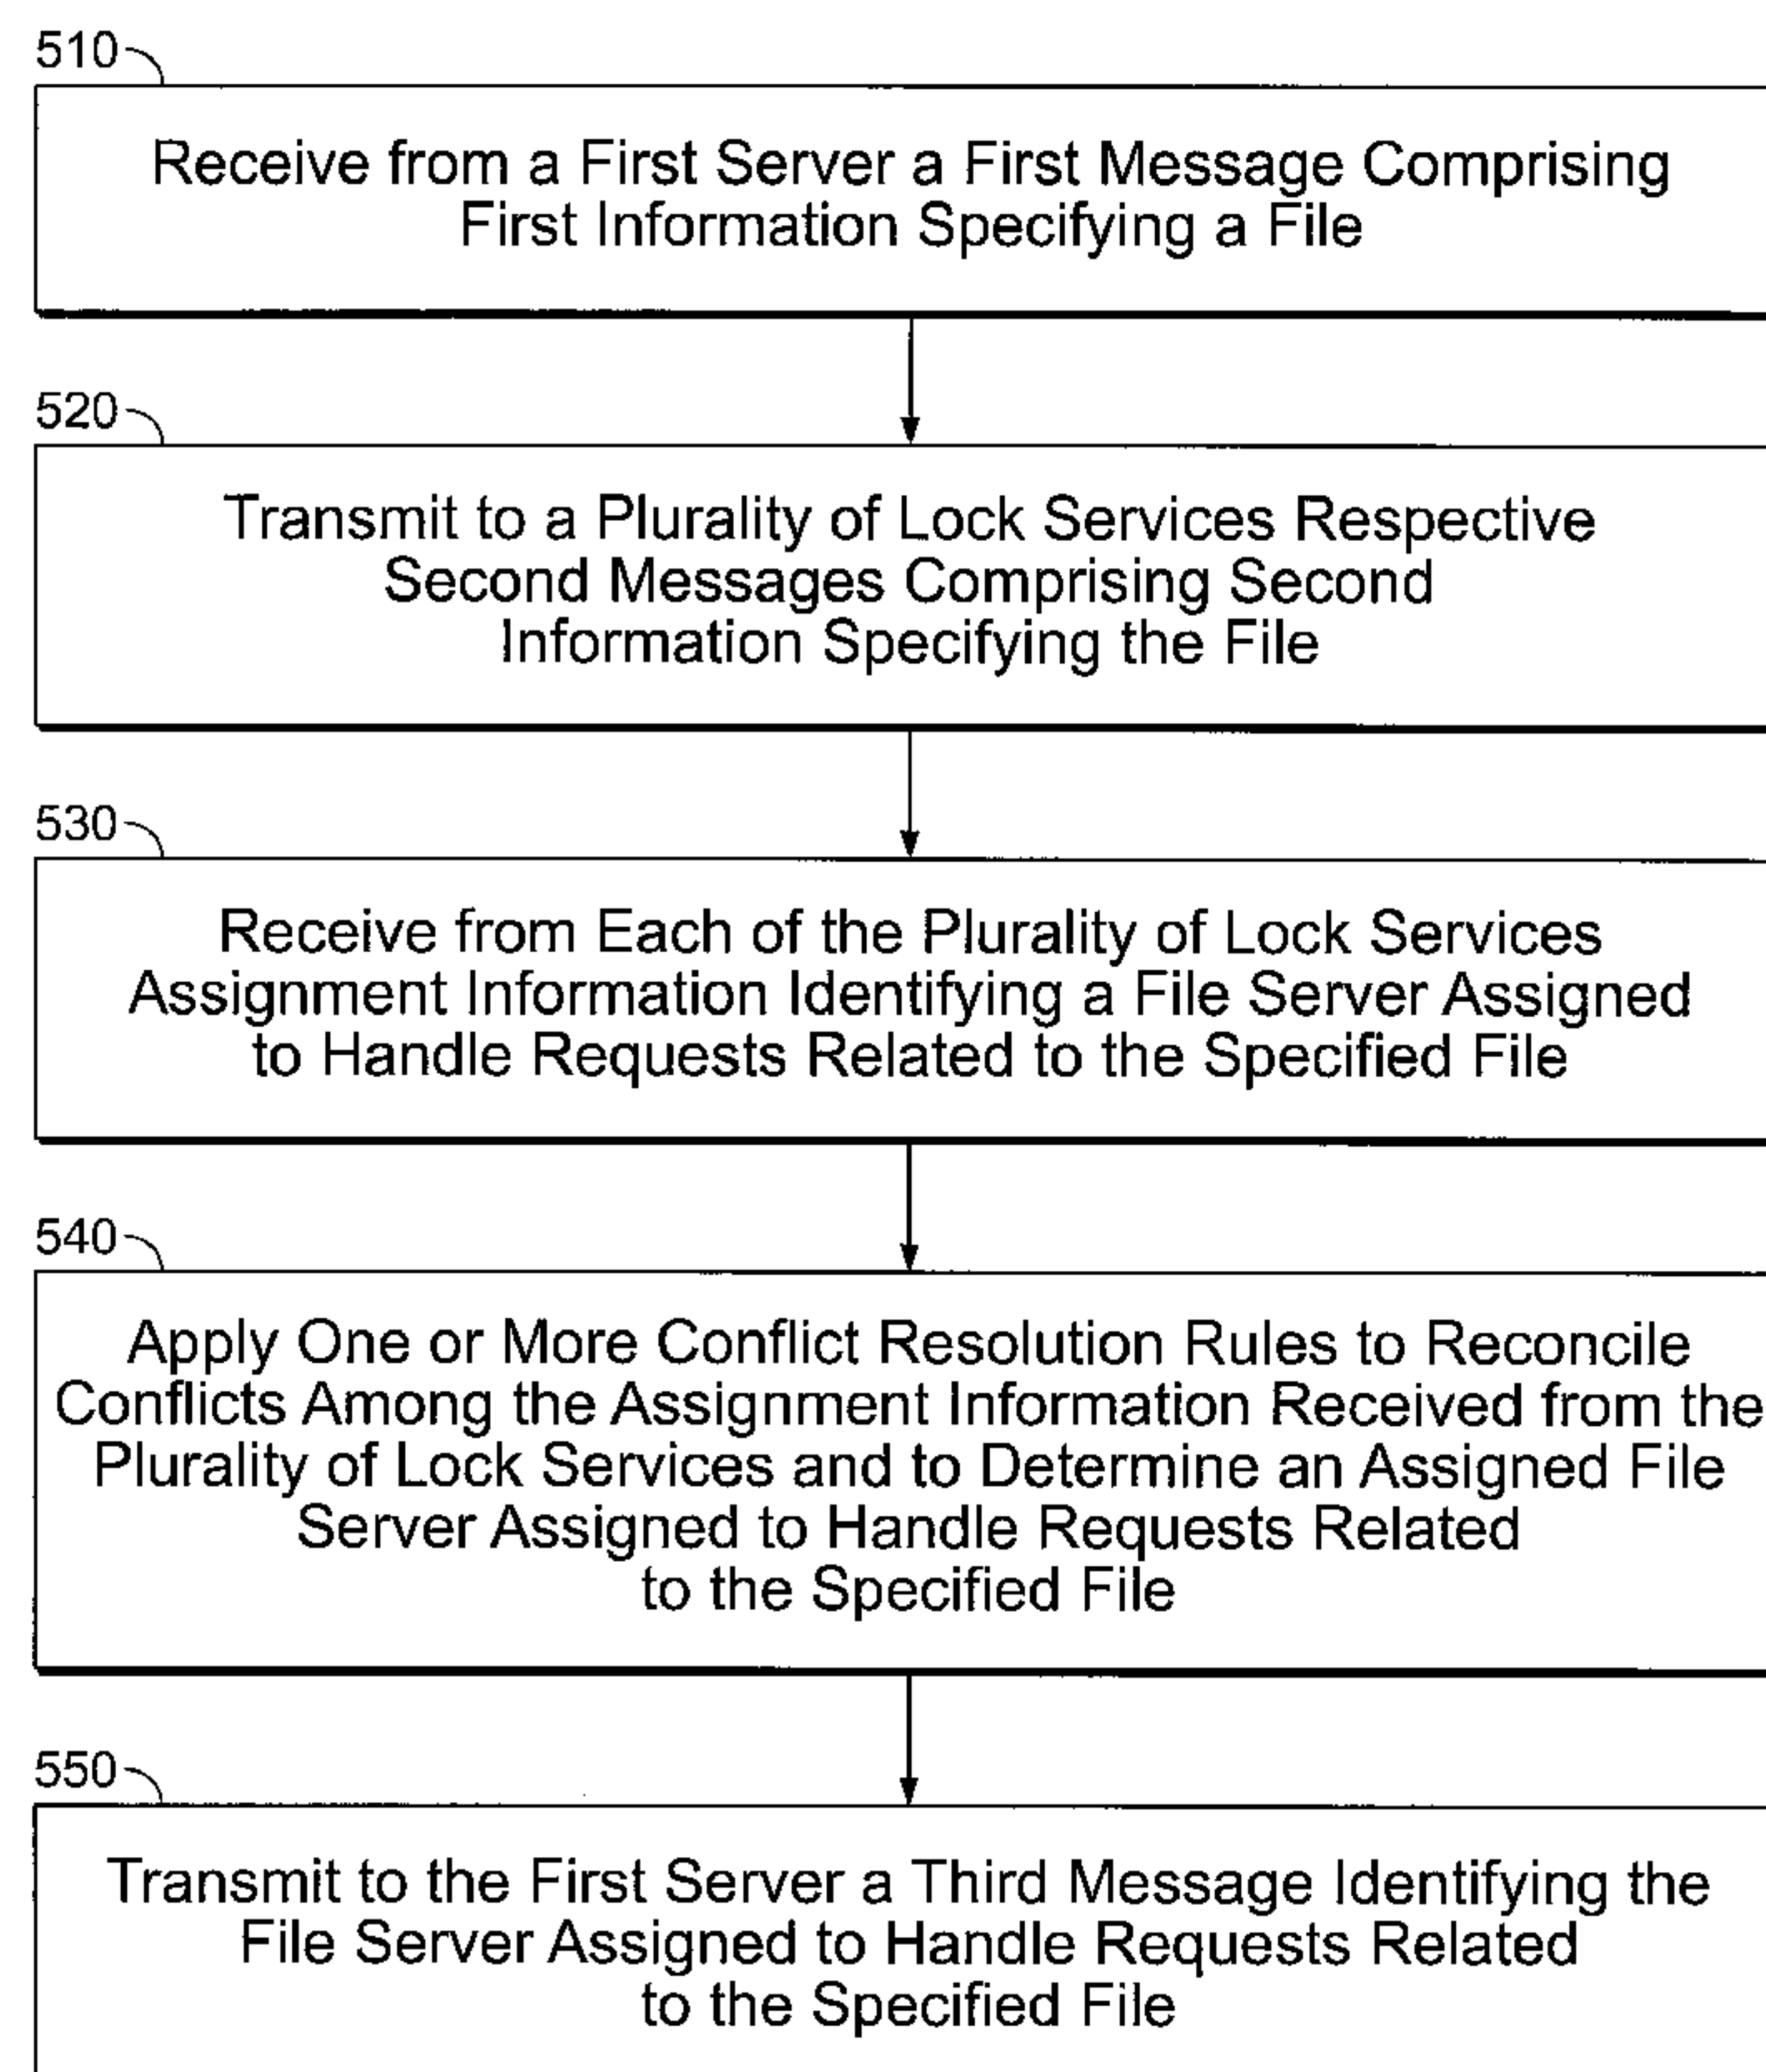 510
Receive from a First Server a First Message Comprising
First Information Specifying a File
520
Transmit to a Plurality of Lock Services Respective
Second Messages Comprising Second
Information Specifying the File
530
Receive from Each of the Plurality of Lock Services
Assignment Information Identifying a File Server Assigned
to Handle Requests Related to the Specified File
540
Apply One or More Conflict Resolution Rules to Reconcile
Conflicts Among the Assignment Information Received from the
Plurality of Lock Services and to Determine an Assigned File
Server Assigned to Handle Requests Related
to the Specified File
550
Transmit to the First Server a Third Message Identifying the
File Server Assigned to Handle Requests Related
to the Specified File